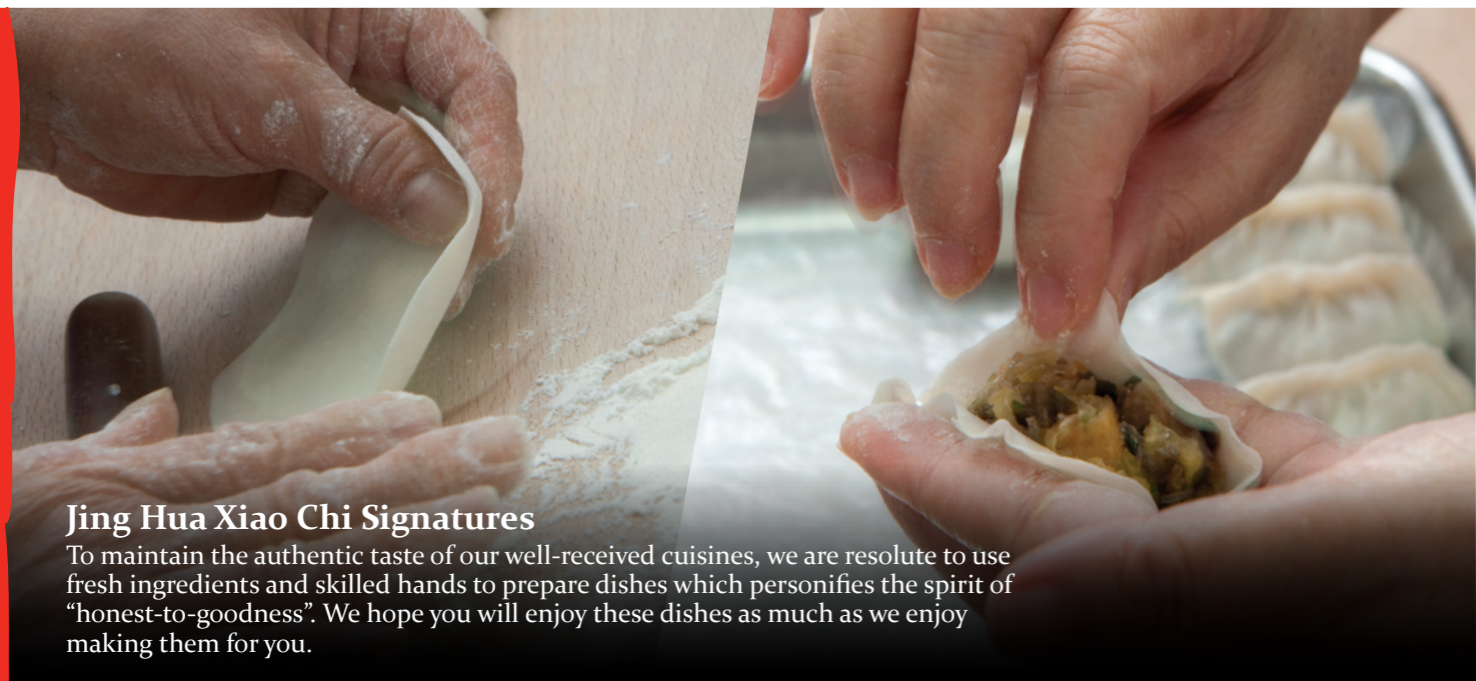 Jing Hua Xiao Chi Signatures
To maintain the authentic taste of our well-received cuisines, we are resolute to use
fresh ingredients and skilled hands to prepare dishes which personifies the spirit of
“honest-to-goodness”. We hope you will enjoy these dishes as much as we enjoy
making them for you.